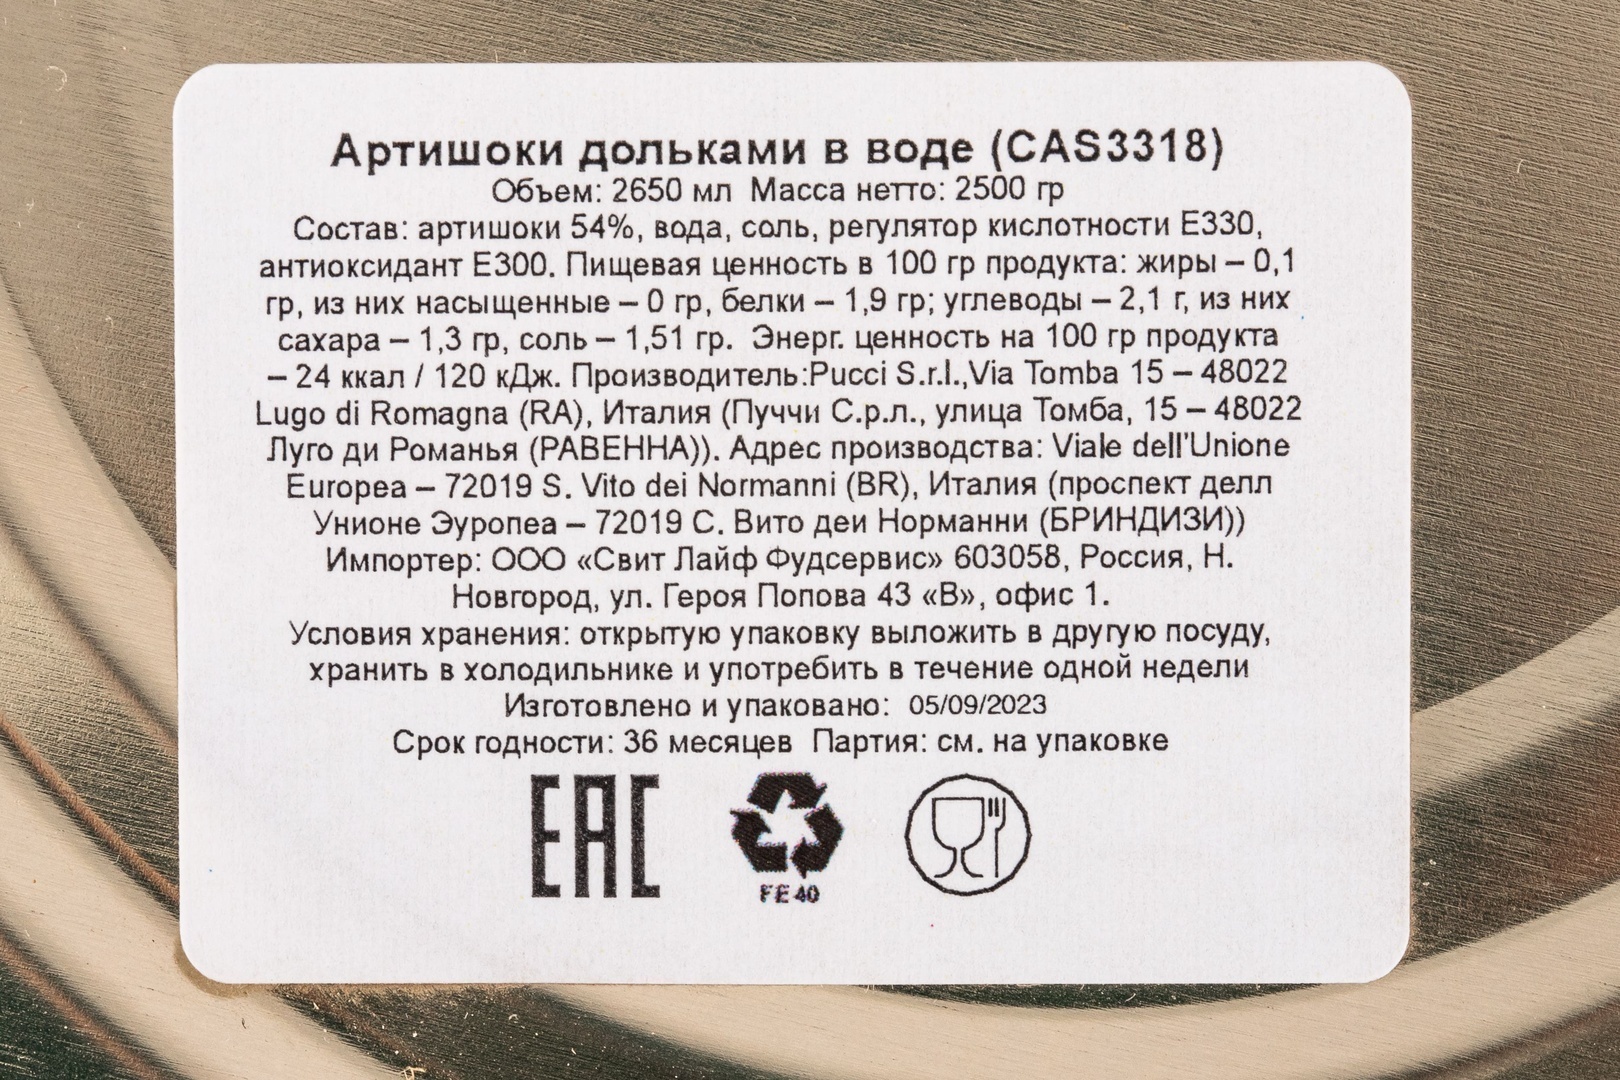 Артишоки дольками в воде (CAS3318)
Объем: 2650 мл Масса нетто: 2500 гр
Состав: артишоки 54%, вода, соль, регулятор кислотности Е330,
антиоксидант Е300. Пищевая ценность в 100 гр продукта: жиры – 0,1
гр, из них насыщенные – 0 гр, белки – 1,9 гр; углеводы – 2,1 г, из них
сахара – 1,3 гр, соль – 1,51 гр. Энерг. ценность на 100 гр продукта
– 24 ккал / 120 кДж. Производитель:Pucci S.r.l.,Via Tomba 15 – 48022
Lugo di Romagna (RA), Италия (Пуччи С.р.л., улица Томба, 15 – 48022
Луго ди Романья (РАВЕННА)). Адрес производства: Viale dell'Unione
Europea – 72019 S. Vito dei Normanni (BR), Италия (проспект делл
Унионе Эуропеа – 72019 С. Вито деи Норманни (БРИНДИЗИ))
Импортер: ООО «Свит Лайф Фудсервис» 603058, Россия, Н.
Новгород, ул. Героя Попова 43 «В», офис 1.
Условия хранения: открытую упаковку выложить в другую посуду,
хранить в холодильнике и употребить в течение одной недели
Изготовлено и упаковано: 05/09/2023
Срок годности: 36 месяцев Партия: см. на упаковке
EAC
FE 40